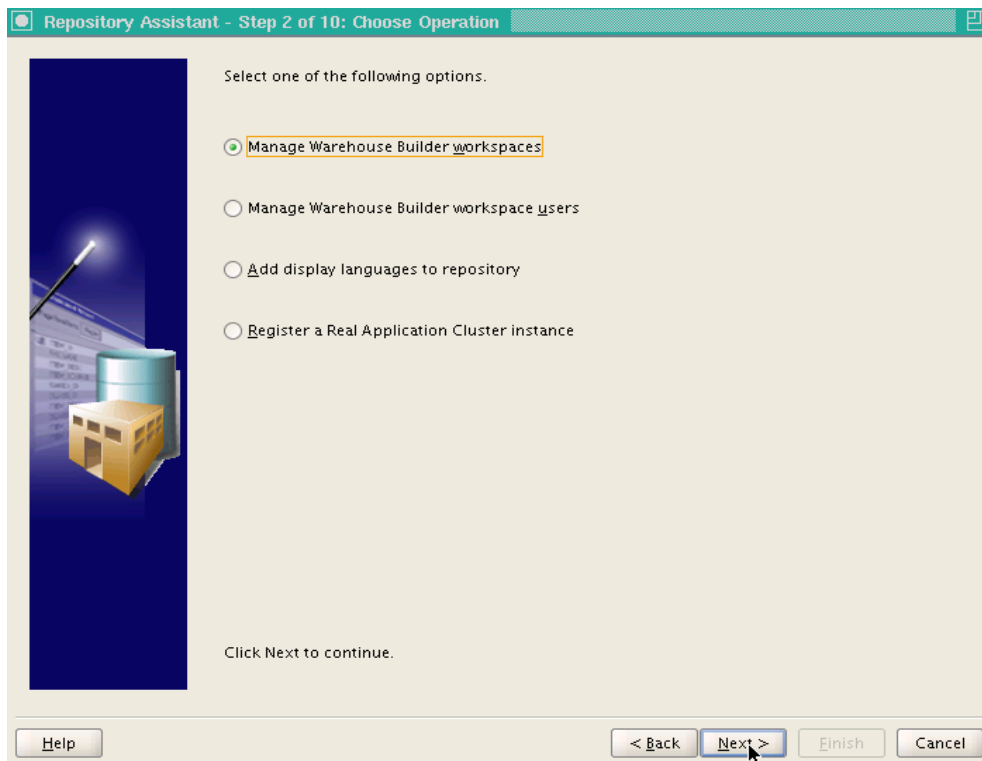 Repository Assistant - Step 2 of 10: Choose Operation
Select one of the following options.
Manage Warehouse Builder workspaces
Manage Warehouse Builder workspace users
Add display languages to repository
Register a Real Application Cluster instance
Click Next to continue.
Help
< Back
Next >
Finish
Cancel